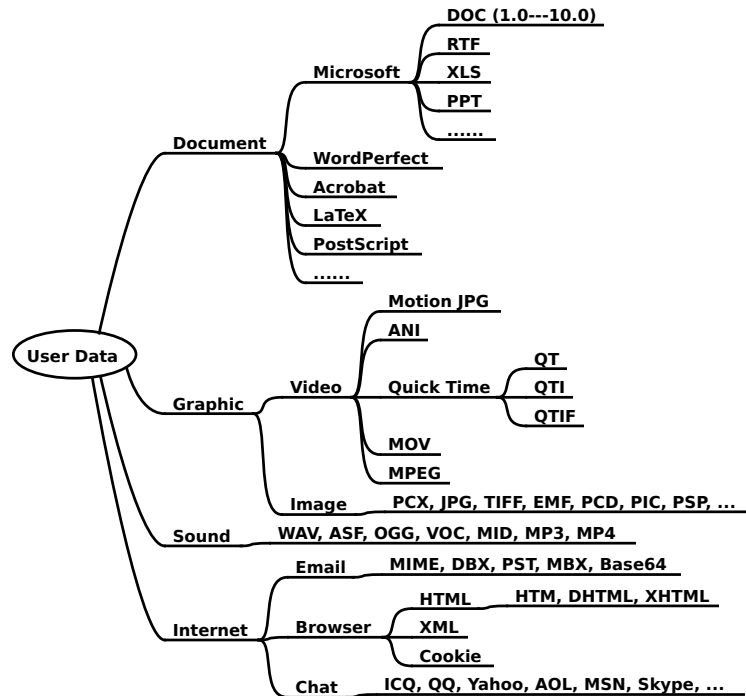 DOC (1.0---10.0)
RTF
Microsoft
XLS
PPT
......
Document
WordPerfect
Acrobat
LaTeX
PostScript
......
Motion JPG
ANI
User Data
QT
Video
Quick Time
QTI
Graphic
QTIF
MOV
MPEG
Image
PCX, JPG, TIFF, EMF, PCD, PIC, PSP, ...
Sound
WAV, ASF, OGG, VOC, MID, MP3, MP4
Email
MIME, DBX, PST, MBX, Base64
HTML
HTM, DHTML, XHTML
Internet
Browser
XML
Cookie
Chat
ICQ, QQ, Yahoo, AOL, MSN, Skype, ...